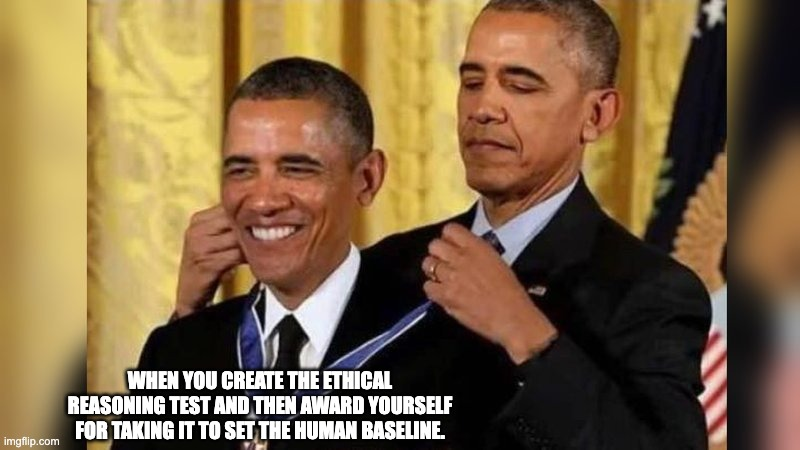 WHEN YOU CREATE THE ETHICAL
REASONING TEST AND THEN AWARD YOURSELF
FOR TAKING IT TO SET THE HUMAN BASELINE.
imgflip.com